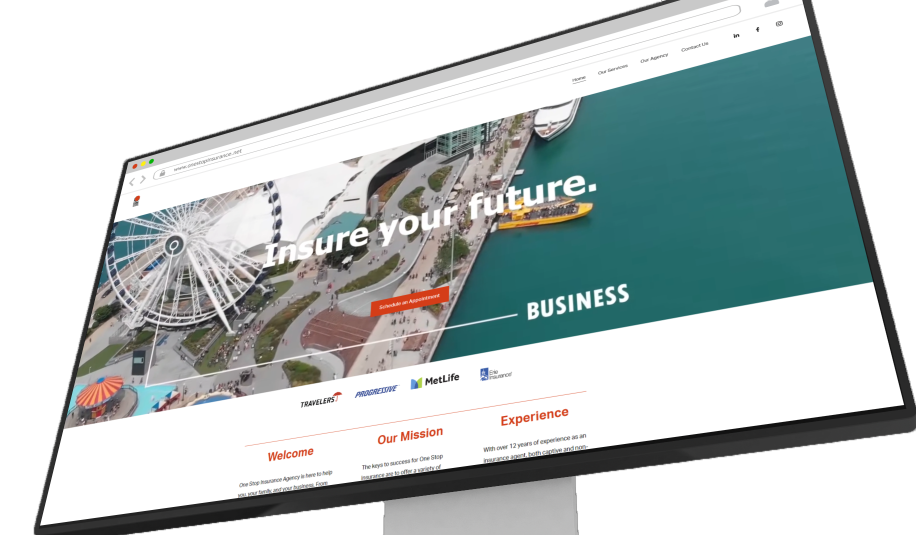 www.onestopinsurance.net
Home Our Services Our Agency Contact Us
Insure your future.
Schedule an Appointment
BUSINESS
TRAVELERS PROGRESSIVE MetLife Erie Insurance
Welcome Our Mission Experience
One Stop Insurance Agency is here to help
you, your family, and your business. From
The keys to success for One Stop
Insurance are to offer a variety of
With over 12 years of experience as an
insurance agent, both captive and non-